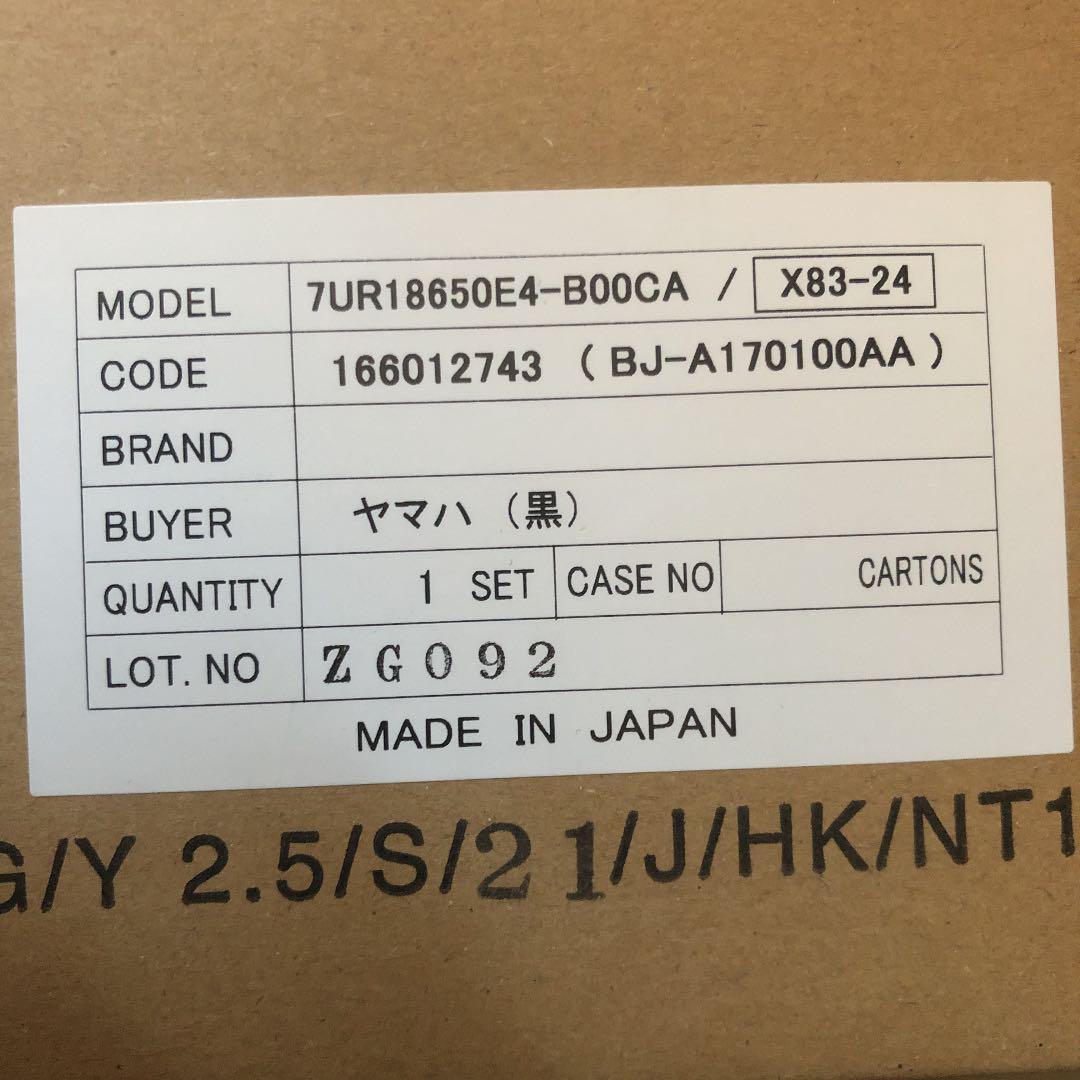 MODEL 7UR18650E4-B00CA / X83-24
CODE 166012743 ( BJ-A170100AA )
BRAND
BUYER ヤマハ (黒)
QUANTITY 1 SET CASE NO CARTONS
LOT. NO ZG092
MADE IN JAPAN
G/Y 2.5/S/21/J/HK/NT1